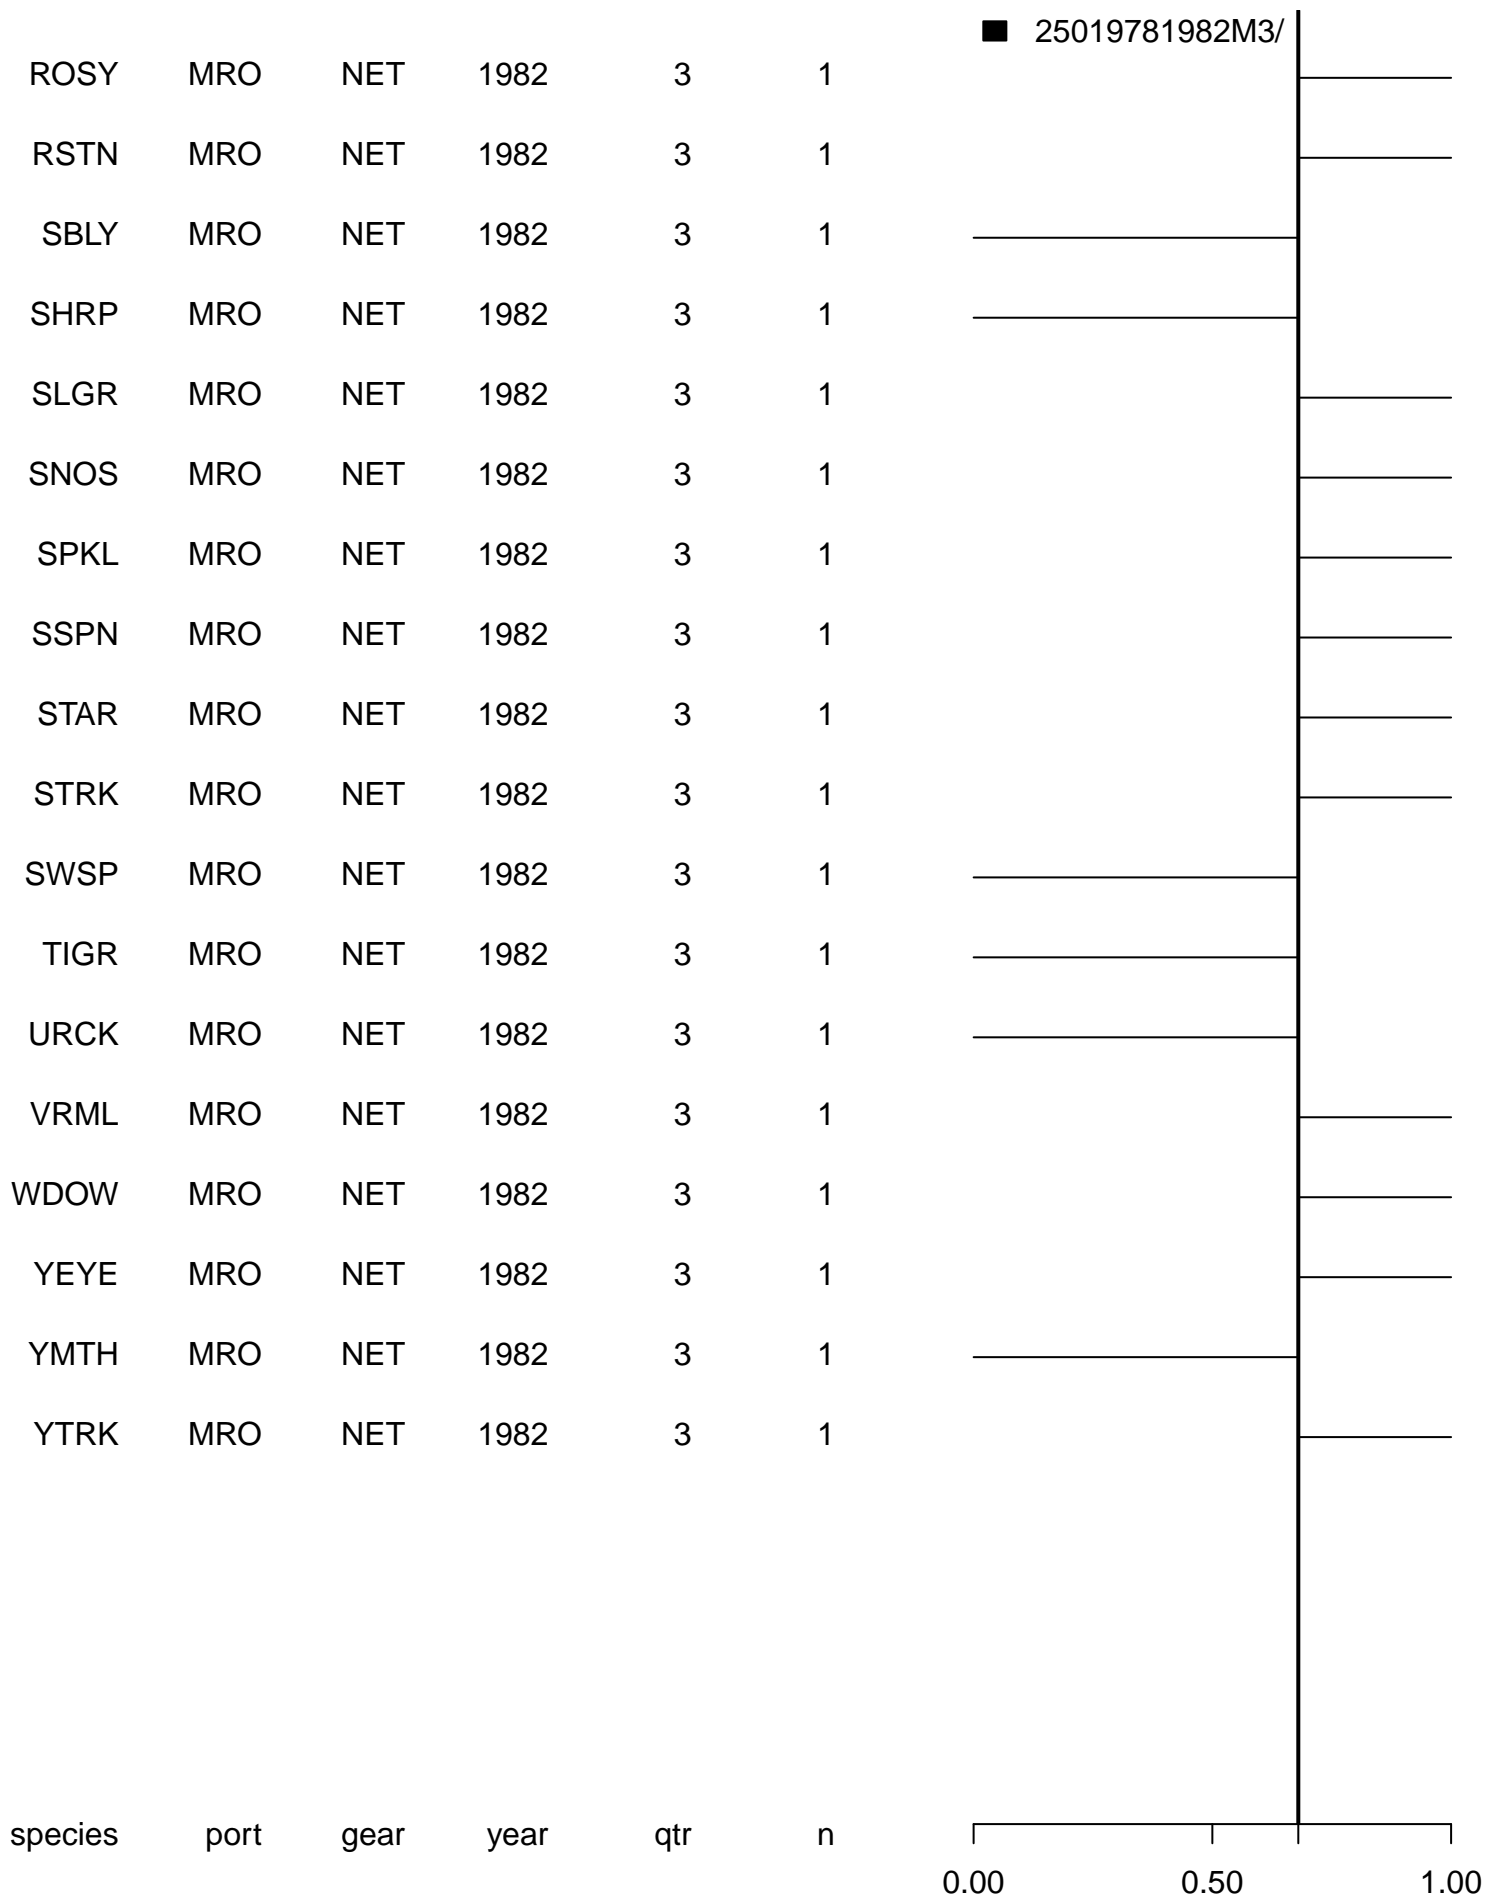 25019781982M3/
ROSY MRO NET 1982 3 1
RSTN MRO NET 1982 3 1
SBLY MRO NET 1982 3 1
SHRP MRO NET 1982 3 1
SLGR MRO NET 1982 3 1
SNOS MRO NET 1982 3 1
SPKL MRO NET 1982 3 1
SSPN MRO NET 1982 3 1
STAR MRO NET 1982 3 1
STRK MRO NET 1982 3 1
SWSP MRO NET 1982 3 1
TIGR MRO NET 1982 3 1
URCK MRO NET 1982 3 1
VRML MRO NET 1982 3 1
WDOW MRO NET 1982 3 1
YEYE MRO NET 1982 3 1
YMTH MRO NET 1982 3 1
YTRK MRO NET 1982 3 1
species port gear year qtr n
0.00 0.50 1.00